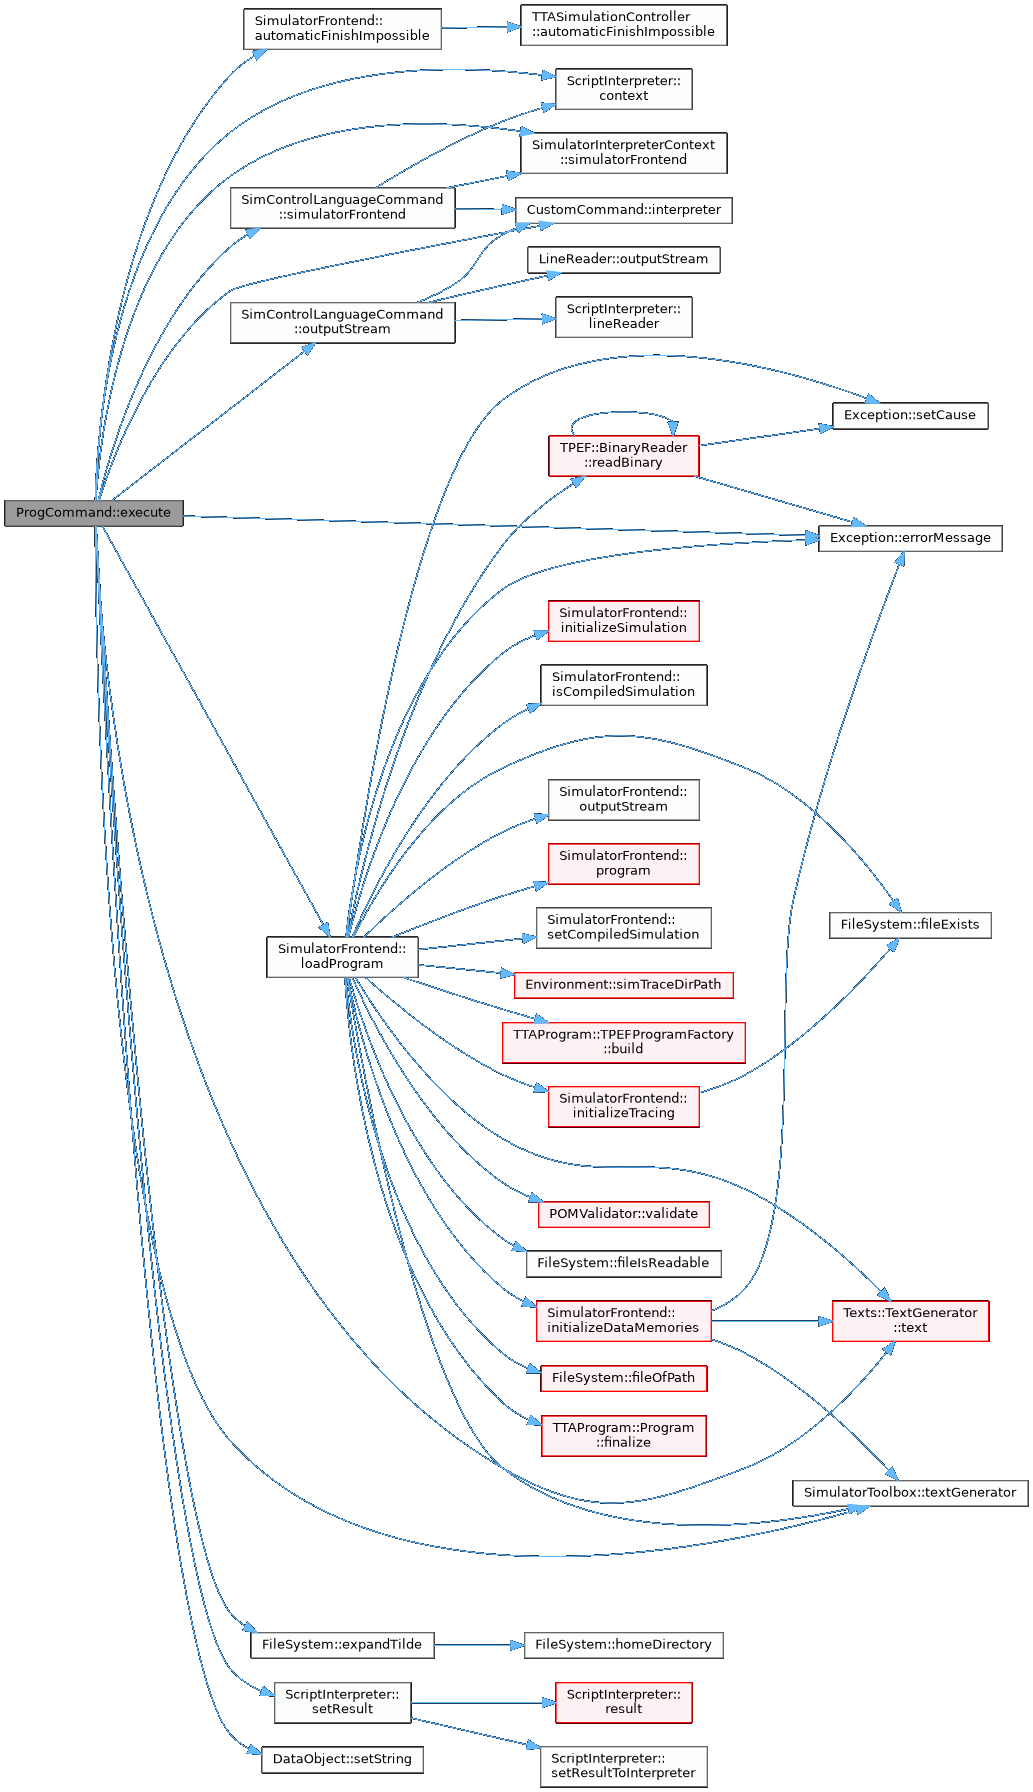 SimulatorFrontend::
automaticFinishImpossible
TTASimulationController
::automaticFinishImpossible
ScriptInterpreter::
context
SimulatorInterpreterContext
::simulatorFrontend
SimControlLanguageCommand
::simulatorFrontend
CustomCommand::interpreter
LineReader::outputStream
SimControlLanguageCommand
::outputStream
ScriptInterpreter::
lineReader
Exception::setCause
TPEF::BinaryReader
::readBinary
ProgCommand::execute
Exception::errorMessage
SimulatorFrontend::
initializeSimulation
SimulatorFrontend::
isCompiledSimulation
SimulatorFrontend::
outputStream
SimulatorFrontend::
program
SimulatorFrontend::
setCompiledSimulation
FileSystem::fileExists
SimulatorFrontend::
loadProgram
Environment::simTraceDirPath
TTAProgram::TPEFProgramFactory
::build
SimulatorFrontend::
initializeTracing
POMValidator::validate
FileSystem::fileIsReadable
SimulatorFrontend::
initializeDataMemories
Texts::TextGenerator
::text
FileSystem::fileOfPath
TTAProgram::Program
::finalize
SimulatorToolbox::textGenerator
FileSystem::expandTilde
FileSystem::homeDirectory
ScriptInterpreter::
setResult
ScriptInterpreter::
result
DataObject::setString
ScriptInterpreter::
setResultToInterpreter